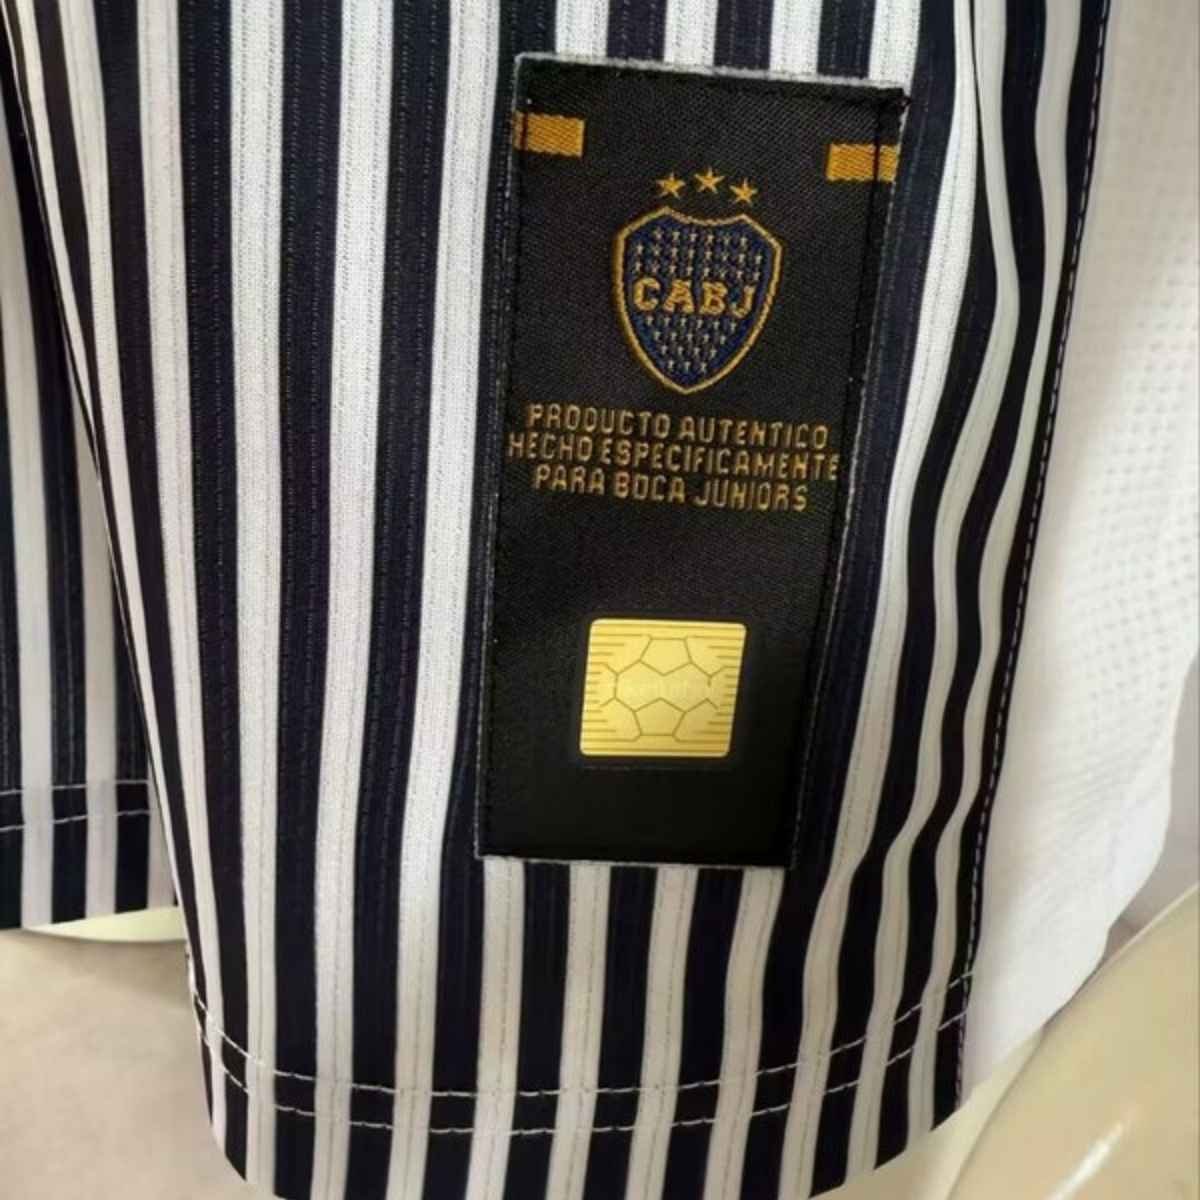 CABJ
PRODUCTO AUTENTICO
HECHO ESPECIFICAMENTE
PARA BOCA JUNIORS